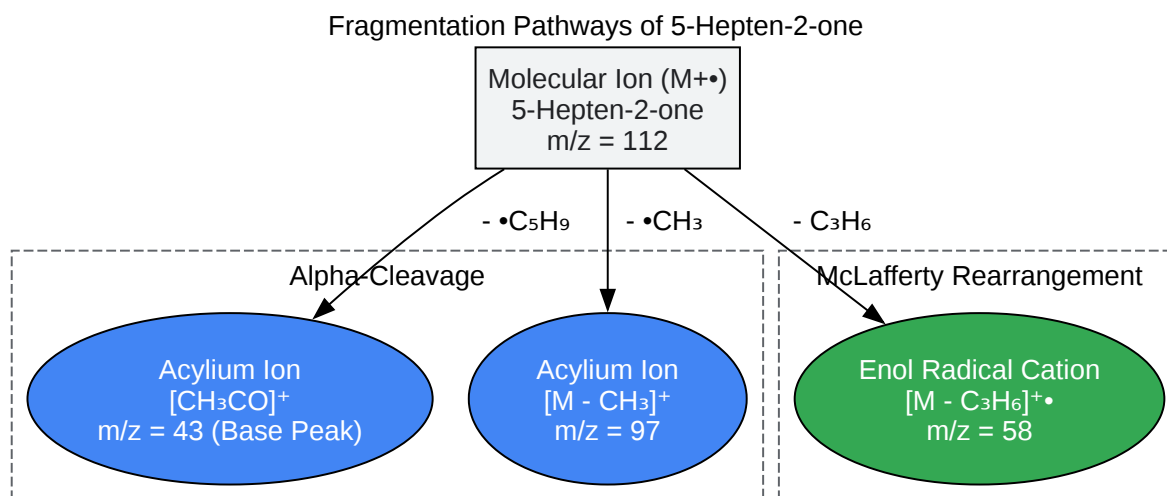 Fragmentation Pathways of 5-Hepten-2-one
Molecular Ion (M+•)
5-Hepten-2-one
m/z = 112
- •C₅H₉
- •CH₃
- C₃H₆
Alpha-Cleavage
McLafferty Rearrangement
Acylium Ion
[CH₃CO]⁺
m/z = 43 (Base Peak)
Acylium Ion
[M - CH₃]⁺
m/z = 97
Enol Radical Cation
[M - C₃H₆]⁺•
m/z = 58